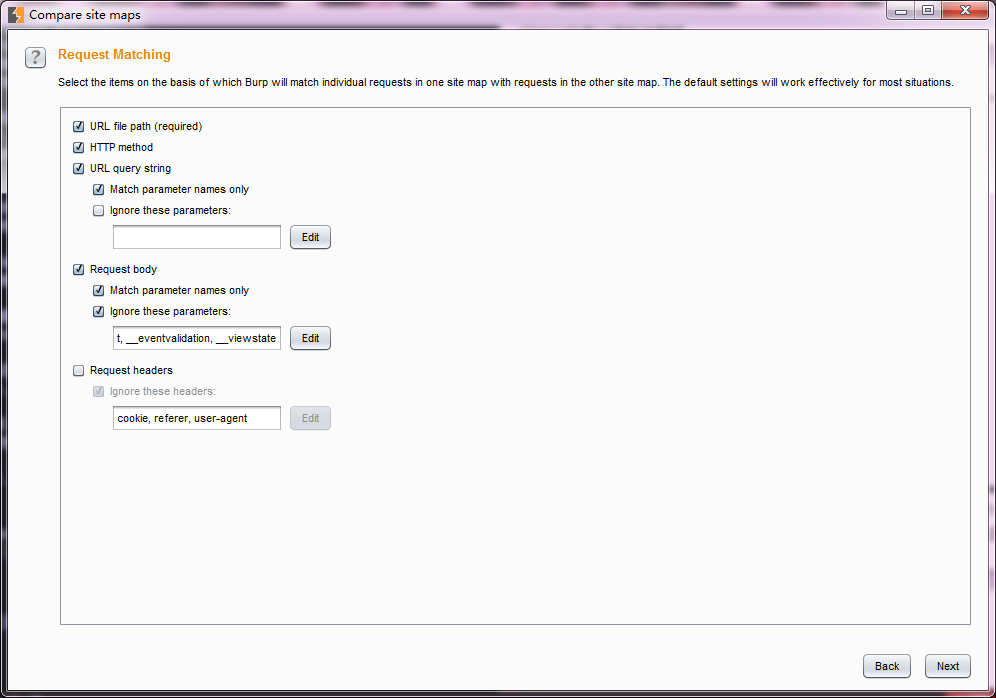 Compare site maps
?
Request Matching
Select the items on the basis of which Burp will match individual requests in one site map with requests in the other site map. The default settings will work effectively for most situations.
URL file path (required)
HTTP method
URL query string
Match parameter names only
Ignore these parameters:
Edit
Request body
Match parameter names only
Ignore these parameters:
t, __eventvalidation, __viewstate Edit
Request headers
Ignore these headers:
cookie, referer, user-agent Edit
Back Next